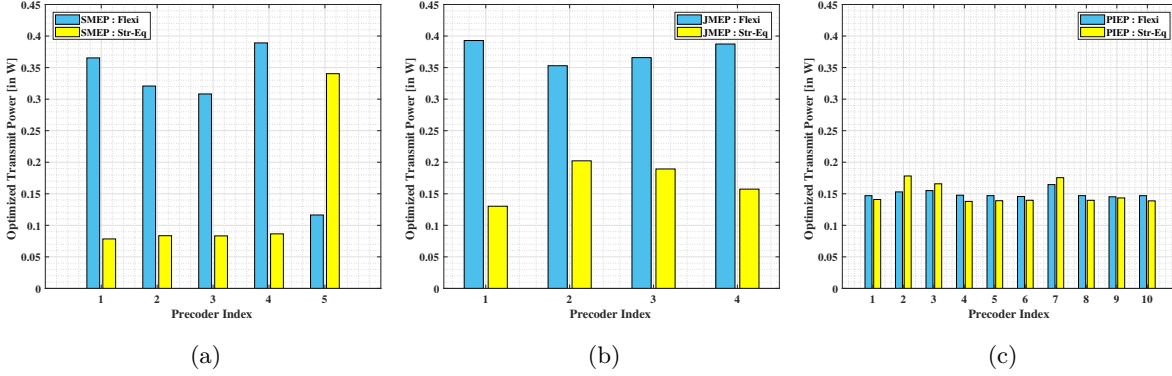 Optimized Transmit Power [in W]
0.45
0.4
0.35
0.3
0.25
0.2
0.15
0.1
0.05
0
SMEP : Flexi
SMEP : Str-Eq
1 2 3 4 5
Precoder Index
(a)
Optimized Transmit Power [in W]
0.45
0.4
0.35
0.3
0.25
0.2
0.15
0.1
0.05
0
JMEP : Flexi
JMEP : Str-Eq
1 2 3 4
Precoder Index
(b)
Optimized Transmit Power [in W]
0.45
0.4
0.35
0.3
0.25
0.2
0.15
0.1
0.05
0
PIEP : Flexi
PIEP : Str-Eq
1 2 3 4 5 6 7 8 9 10
Precoder Index
(c)